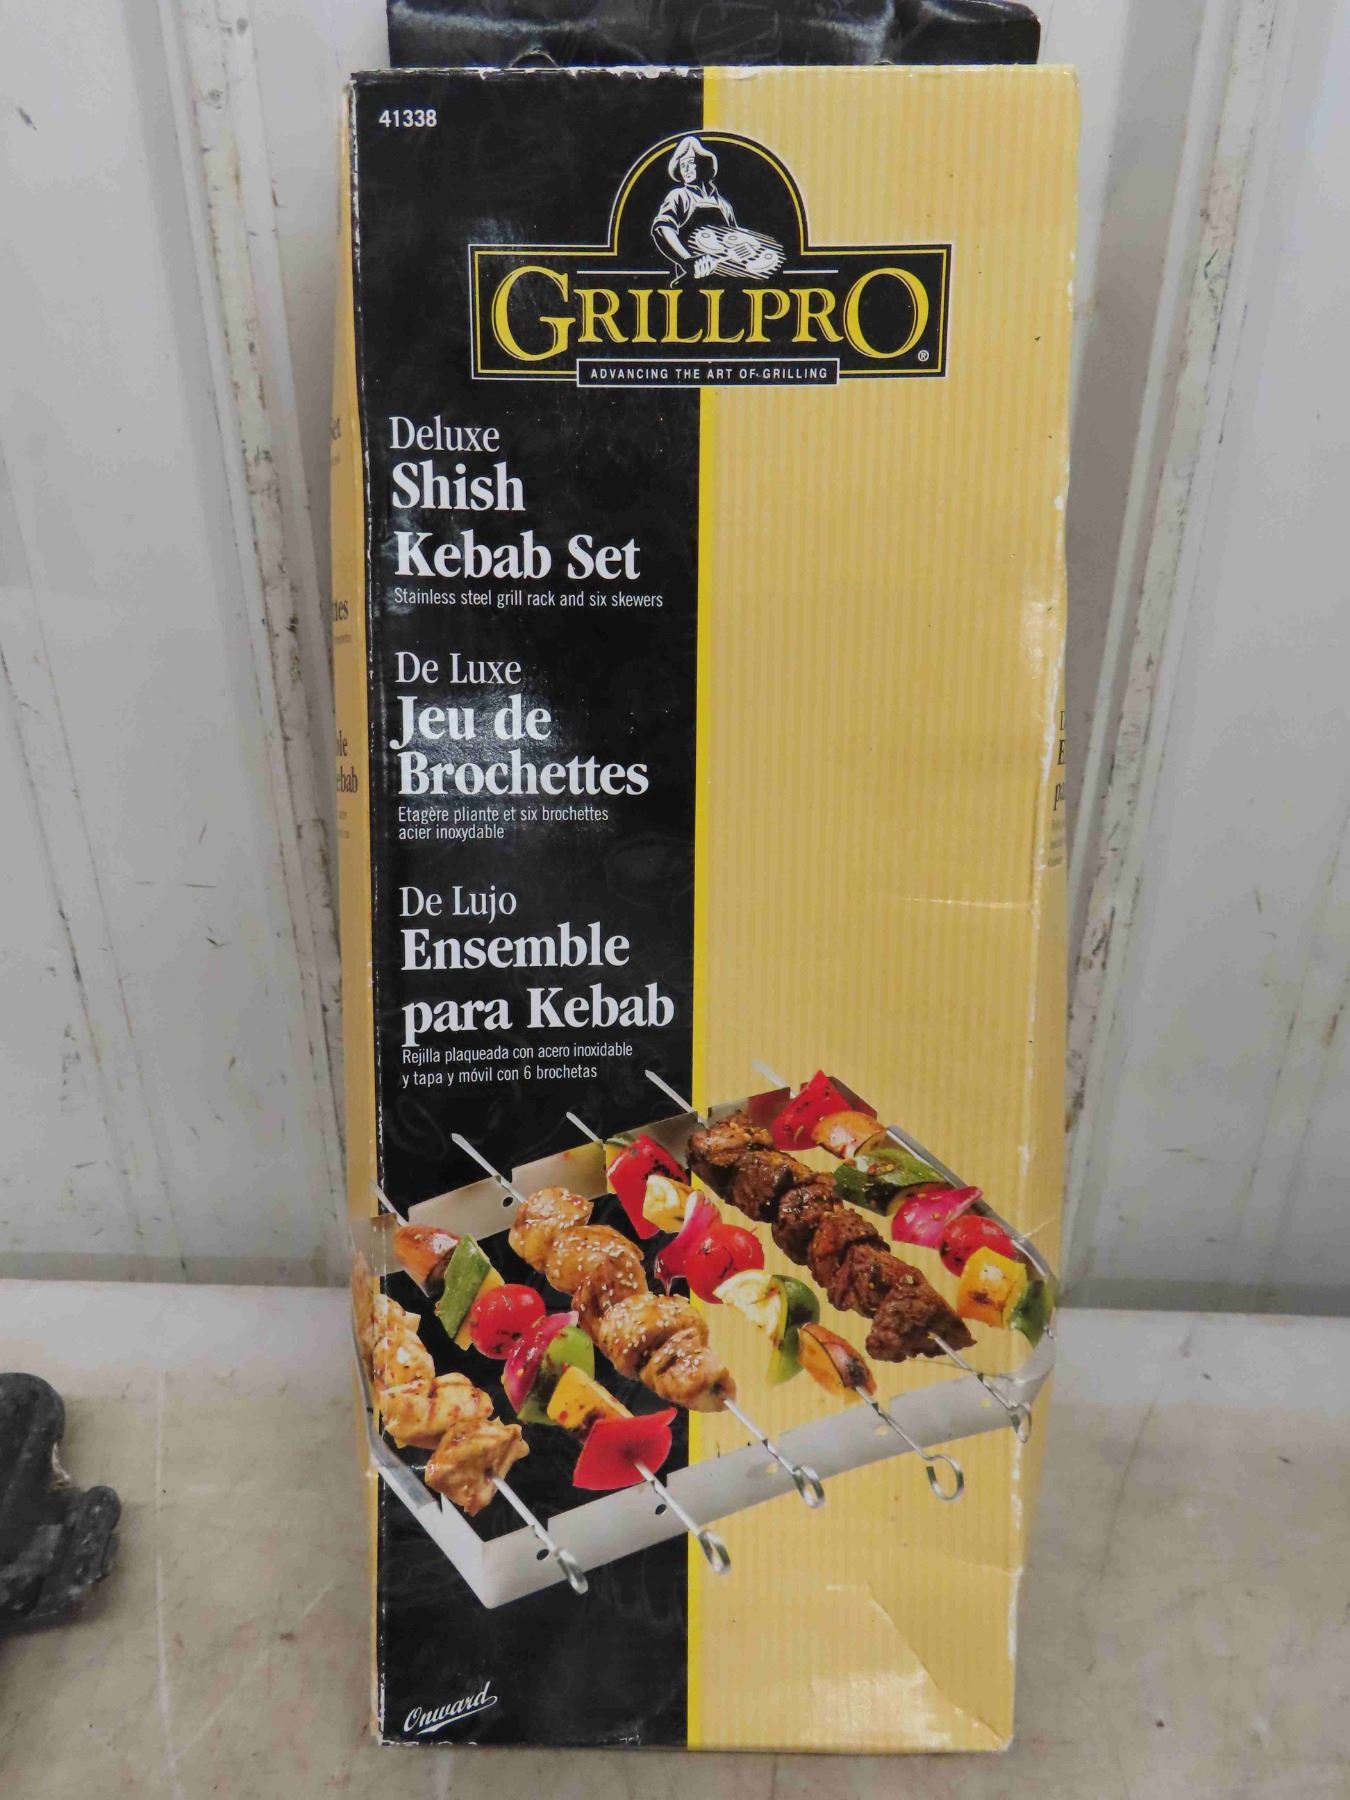 41338
GRILLPRO®
ADVANCING THE ART OF GRILLING
Deluxe
Shish
Kebab Set
Stainless steel grill rack and six skewers
De Luxe
Jeu de
Brochettes
Etagère pliante et six brochettes
acier inoxydable
De Lujo
Ensemble
para Kebab
Rejilla plaqueada con acero inoxidable
y tapa y móvil con 6 brochetas
Onward